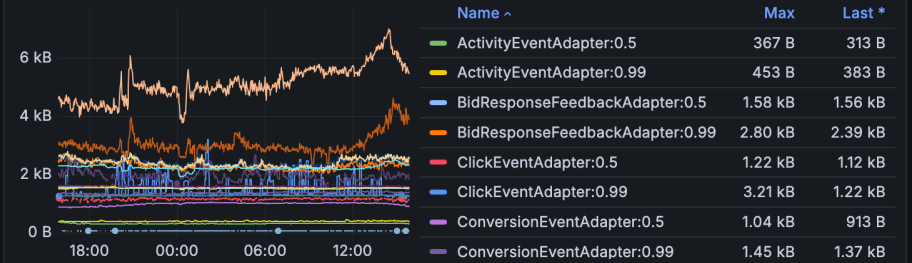 6 kB
4 kB
2 kB
0 B
18:00 00:00 06:00 12:00
Name Max Last *
ActivityEventAdapter:0.5 367 B 313 B
ActivityEventAdapter:0.99 453 B 383 B
BidResponseFeedbackAdapter:0.5 1.58 kB 1.56 kB
BidResponseFeedbackAdapter:0.99 2.80 kB 2.39 kB
ClickEventAdapter:0.5 1.22 kB 1.12 kB
ClickEventAdapter:0.99 3.21 kB 1.22 kB
ConversionEventAdapter:0.5 1.04 kB 913 B
ConversionEventAdapter:0.99 1.45 kB 1.37 kB